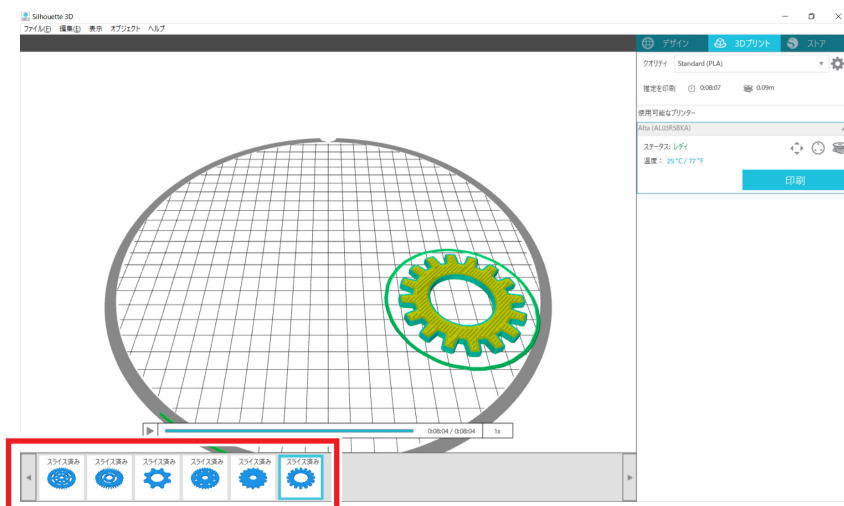 Silhouette 3D
ファイル(F) 編集(E) 表示 オブジェクト ヘルプ
デザイン 3Dプリント ストア
クオリティ Standard (PLA)
推定を印刷 0:08:07 0.09m
使用可能なプリンター
Alta (AL03R5BKA)
ステータス: レディ
温度： 25 °C / 77 °F
印刷
0:08:04 / 0:08:04 1x
スライス済み スライス済み スライス済み スライス済み スライス済み スライス済み